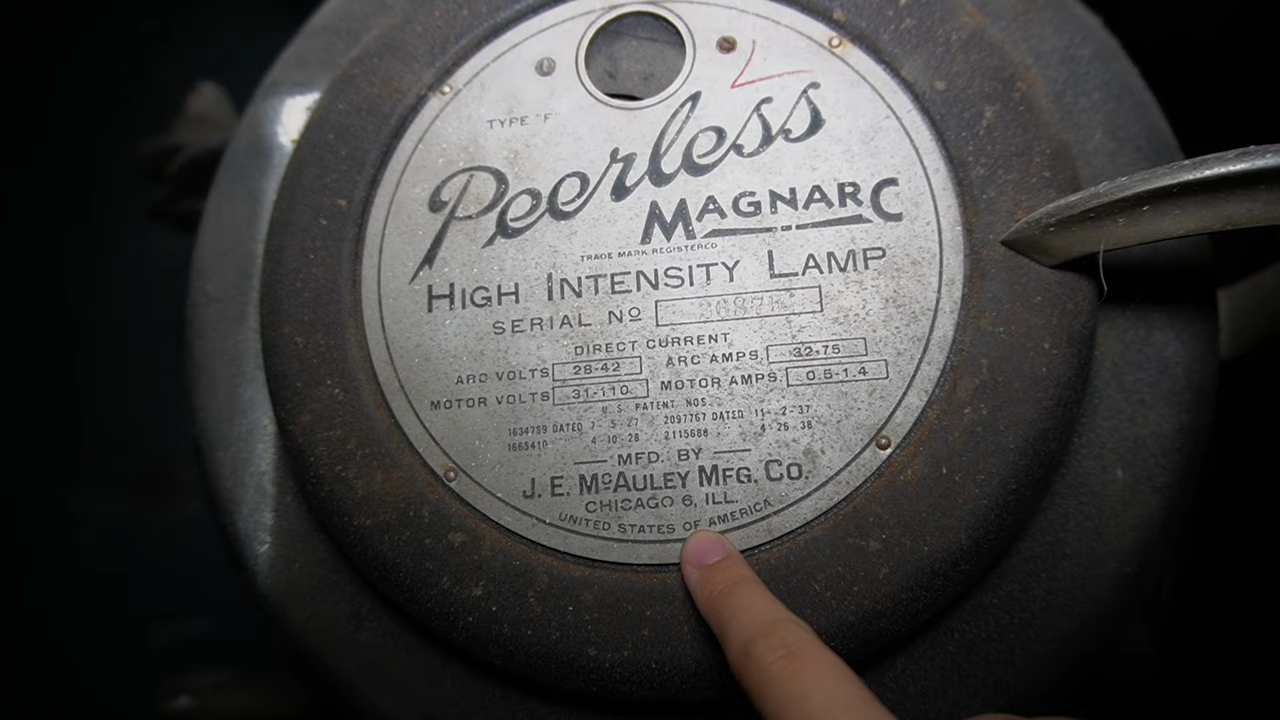 TYPE "F"
Peerless
MAGNARC
TRADE MARK REGISTERED
HIGH INTENSITY LAMP
SERIAL Nº
DIRECT CURRENT
ARC VOLTS 28-42 ARC AMPS. 32-75
MOTOR VOLTS 31-110 MOTOR AMPS. 0.5-1.4
U.S. PATENT NOS.
1634759 DATED 7-5-27 2097767 DATED 11-2-37
1665410 4-10-28 2115688 4-26-38
MFD. BY
J. E. McAULEY MFG. CO.
CHICAGO 6, ILL.
UNITED STATES OF AMERICA